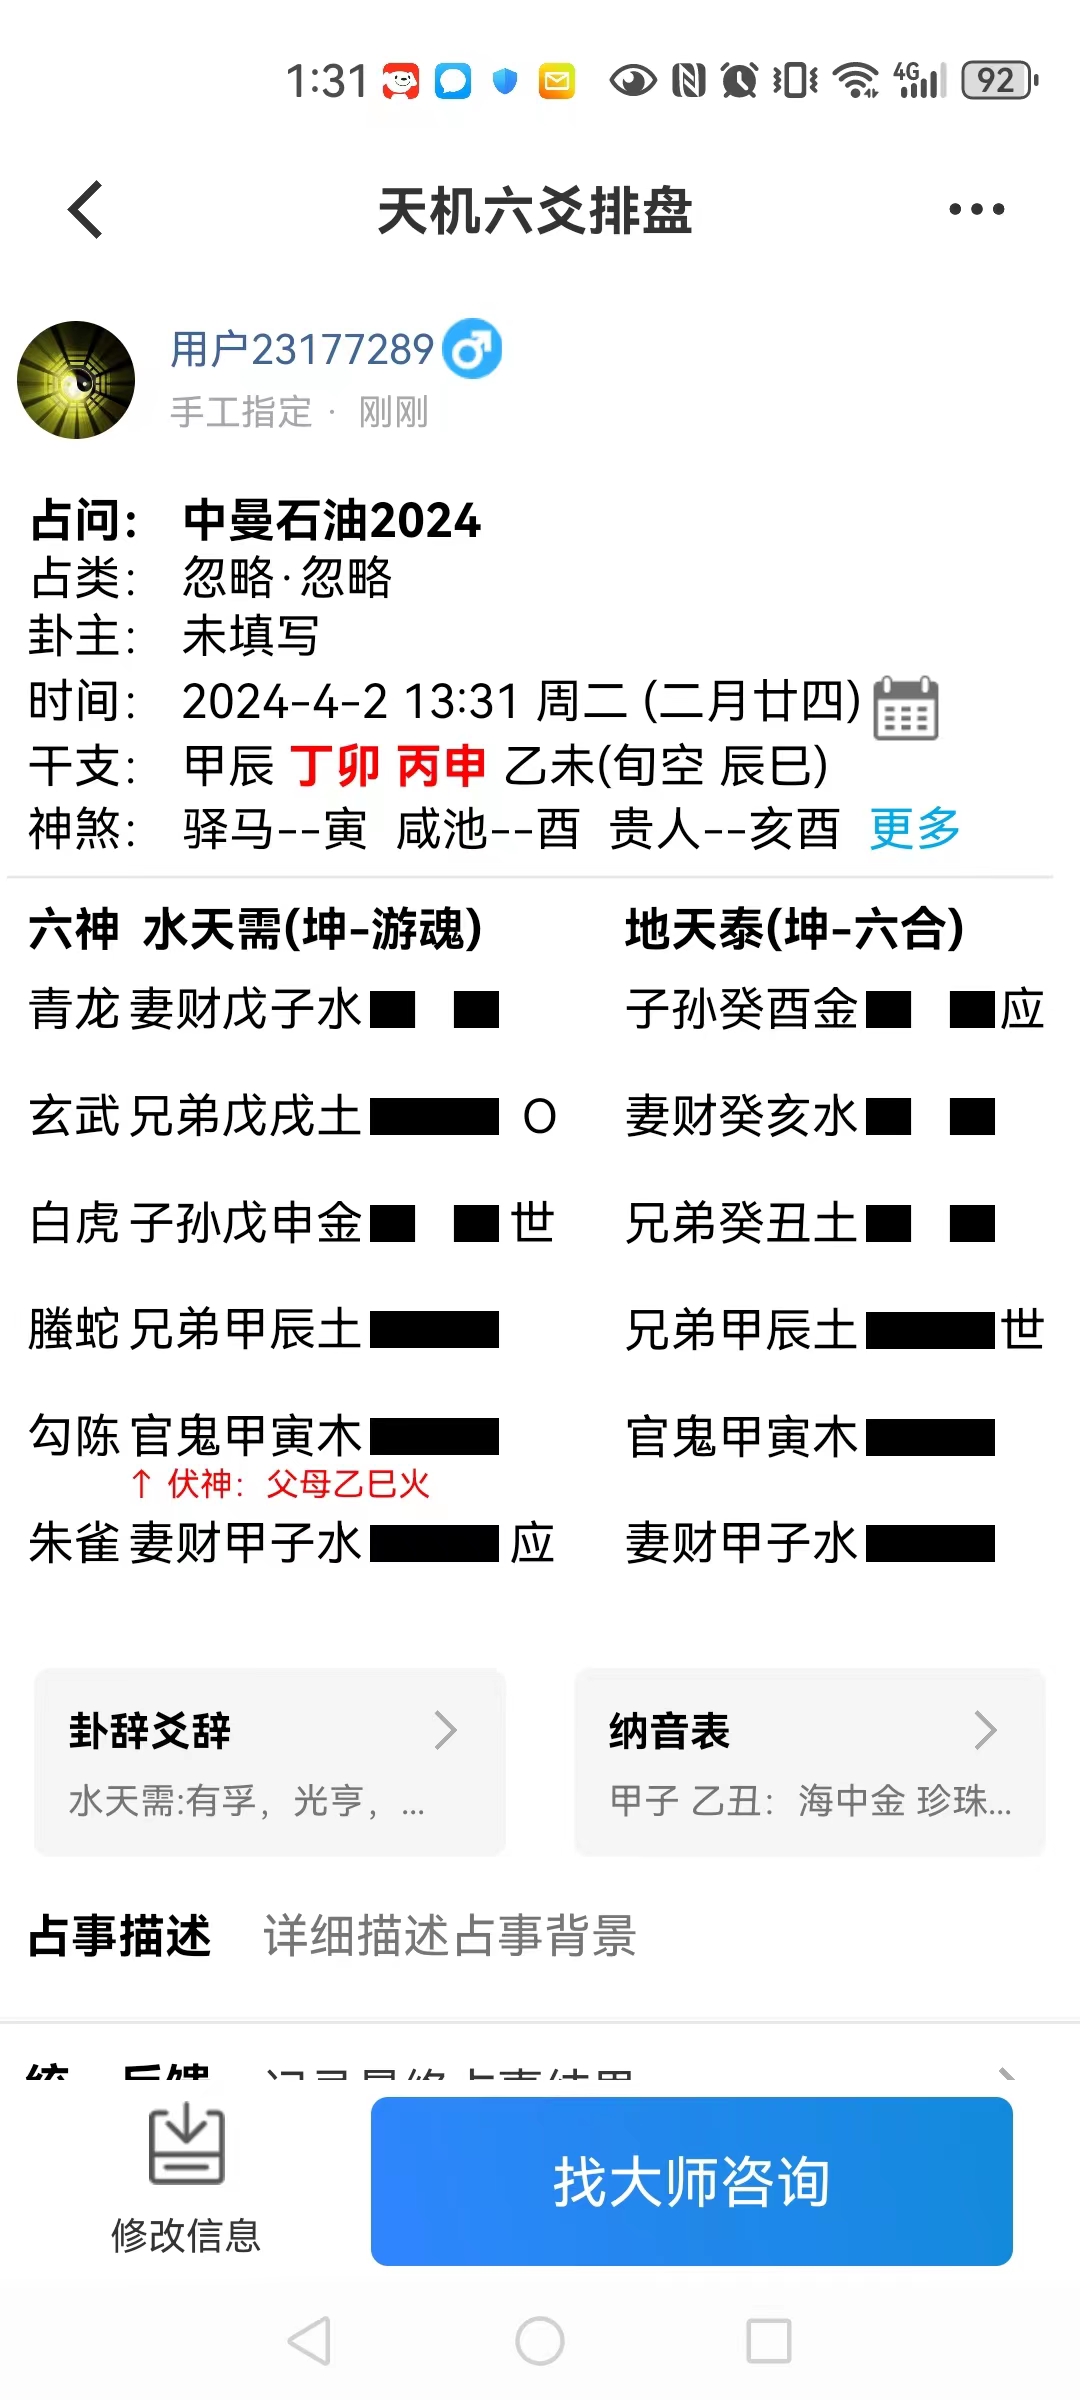 1:31 4G 92
天机六爻排盘
用户23177289
手工指定 · 刚刚
占问: 中曼石油2024
占类: 忽略·忽略
卦主: 未填写
时间: 2024-4-2 13:31 周二 (二月廿四)
干支: 甲辰 丁卯 丙申 乙未(旬空 辰巳)
神煞: 驿马--寅 咸池--酉 贵人--亥酉 更多
六神 水天需(坤-游魂) 地天泰(坤-六合)
青龙 妻财戊子水 子孙癸酉金 应
玄武 兄弟戊戌土 O 妻财癸亥水
白虎 子孙戊申金 世 兄弟癸丑土
螣蛇 兄弟甲辰土 兄弟甲辰土 世
勾陈 官鬼甲寅木 官鬼甲寅木
↑ 伏神: 父母乙巳火
朱雀 妻财甲子水 应 妻财甲子水
卦辞爻辞 纳音表
水天需:有孚，光亨，... 甲子 乙丑：海中金 珍珠...
占事描述 详细描述占事背景
修改信息
找大师咨询